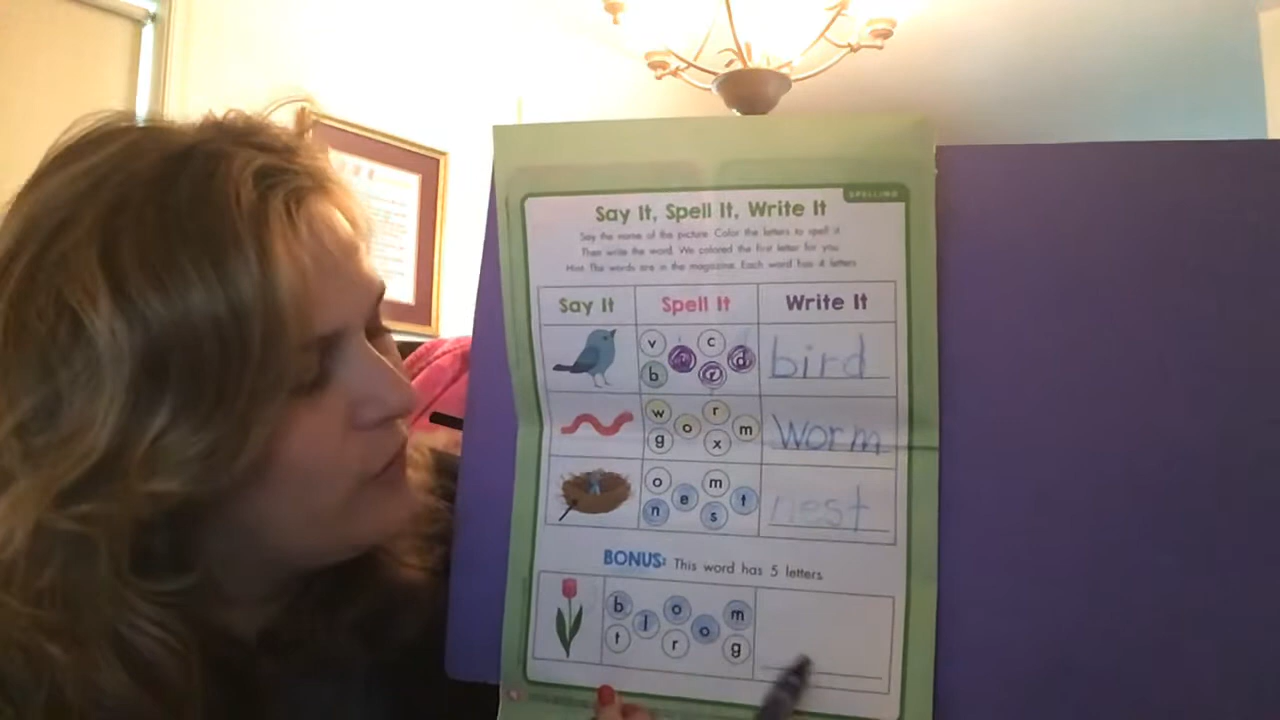 SPELLING
Say It, Spell It, Write It
Say the name of the picture. Color the letters to spell it.
Then write the word. We colored the first letter for you.
Hint: The words are in the magazine. Each word has 4 letters.
Say It Spell It Write It
v c
b i r d bird
w r
o m
g x worm
o m
e t
n s nest
BONUS: This word has 5 letters.
b o m
l o
t r g